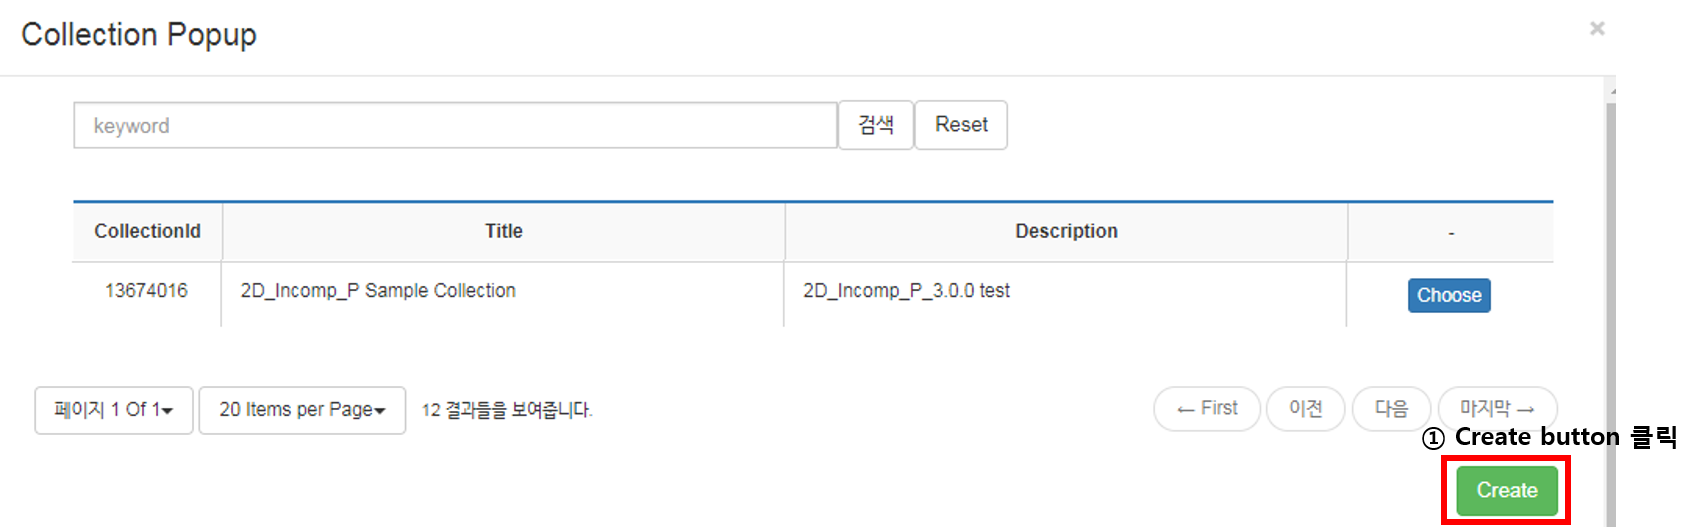 Collection Popup ×
keyword 검색 Reset
CollectionId Title Description -
13674016 2D_Incomp_P Sample Collection 2D_Incomp_P_3.0.0 test Choose
페이지 1 Of 1 20 Items per Page 12 결과들을 보여줍니다. ← First 이전 다음 마지막 →
① Create button 클릭
Create